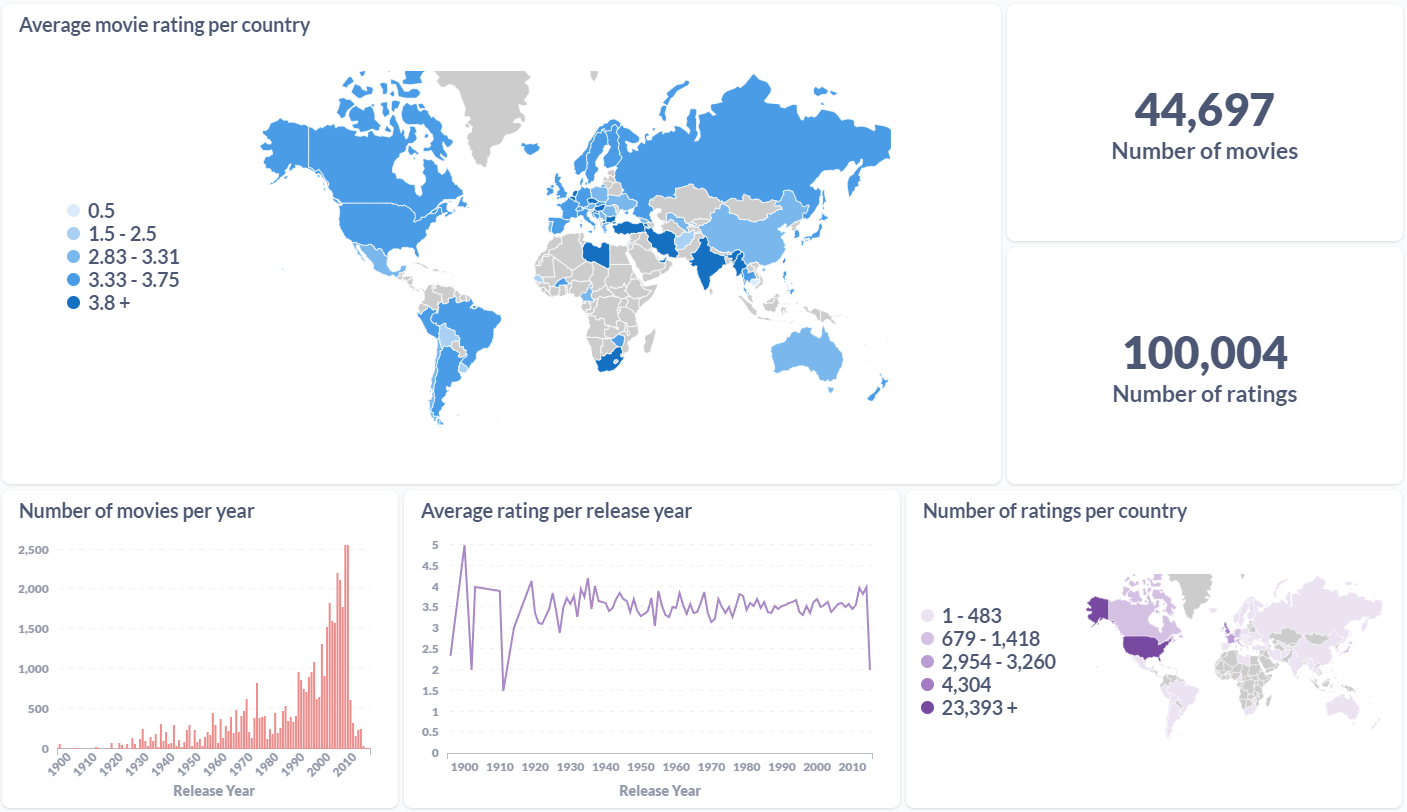 Average movie rating per country
0.5
1.5 - 2.5
2.83 - 3.31
3.33 - 3.75
3.8 +
44,697
Number of movies
100,004
Number of ratings
Number of movies per year
2,500
2,000
1,500
1,000
500
0
1900 1910 1920 1930 1940 1950 1960 1970 1980 1990 2000 2010
Release Year
Average rating per release year
5
4.5
4
3.5
3
2.5
2
1.5
1
0.5
0
1900 1910 1920 1930 1940 1950 1960 1970 1980 1990 2000 2010
Release Year
Number of ratings per country
1 - 483
679 - 1,418
2,954 - 3,260
4,304
23,393 +